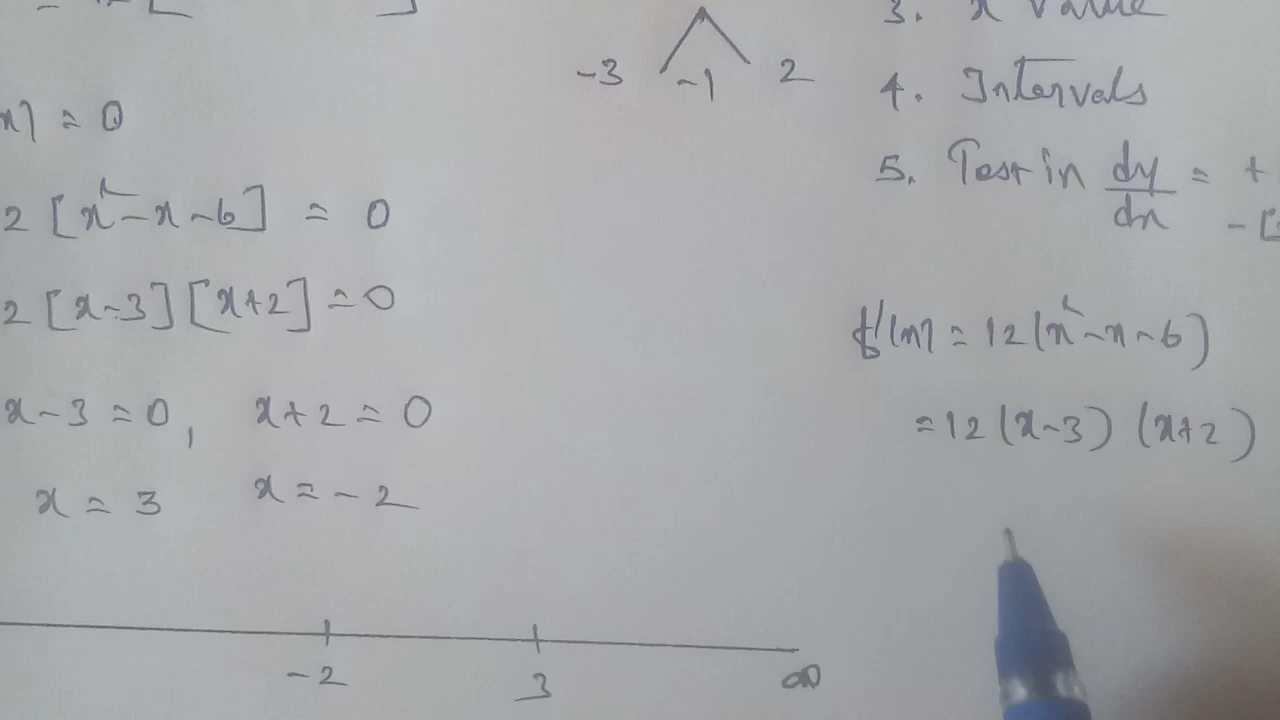 x) = 0
2 [x² - x - 6] = 0
2 [x - 3] [x + 2] = 0
x - 3 = 0, x + 2 = 0
x = 3 x = -2
-2 3 ∞
-3 -1 2
3. x value
4. Intervals
5. Test in dy/dx = +
- [
f'(x) = 12(x² - x - 6)
= 12 (x - 3) (x + 2)